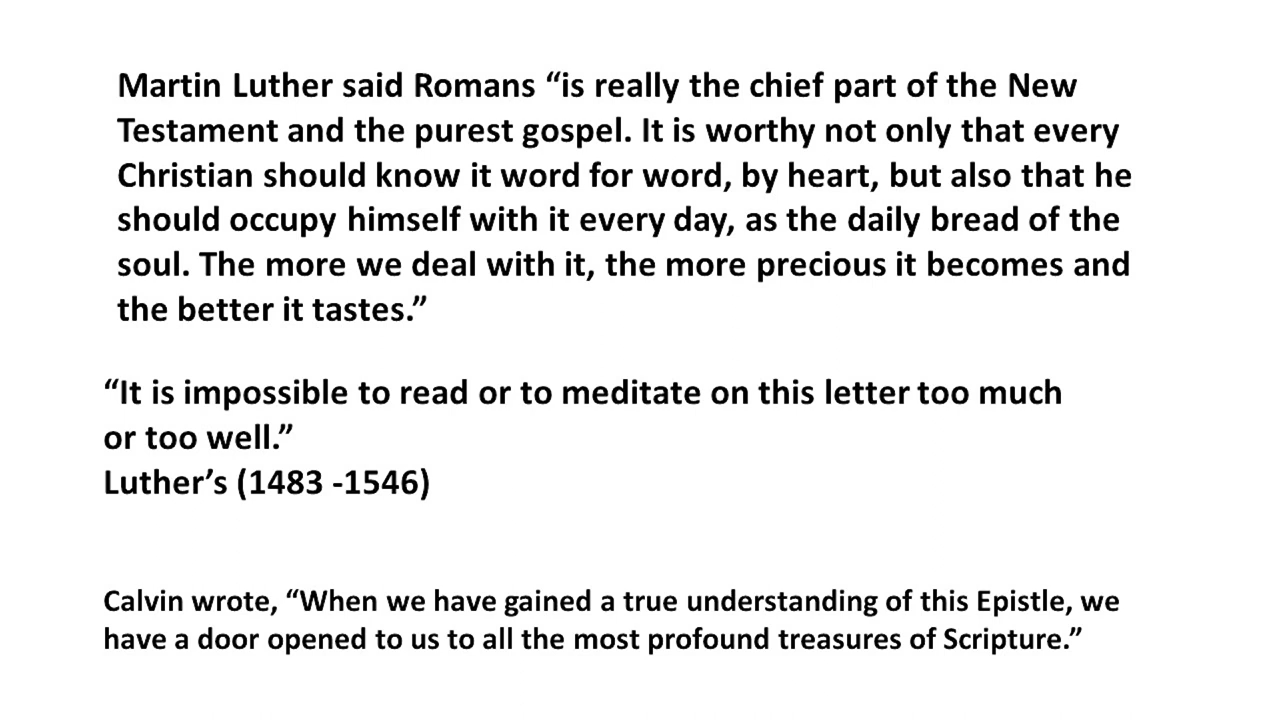 Martin Luther said Romans “is really the chief part of the New
Testament and the purest gospel. It is worthy not only that every
Christian should know it word for word, by heart, but also that he
should occupy himself with it every day, as the daily bread of the
soul. The more we deal with it, the more precious it becomes and
the better it tastes.”
“It is impossible to read or to meditate on this letter too much
or too well.”
Luther’s (1483 -1546)
Calvin wrote, “When we have gained a true understanding of this Epistle, we
have a door opened to us to all the most profound treasures of Scripture.”